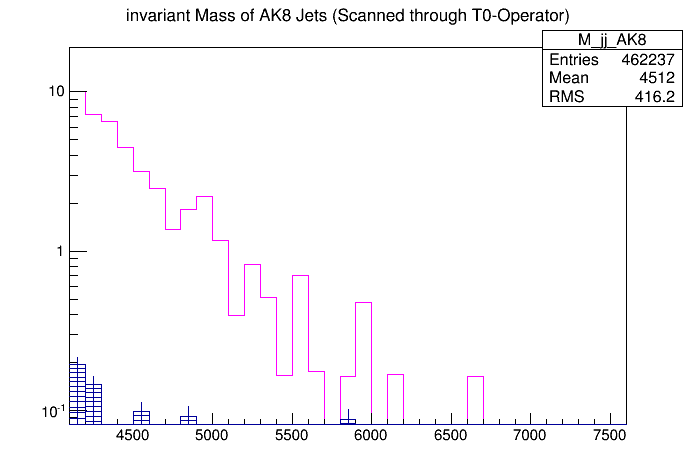 invariant Mass of AK8 Jets (Scanned through T0-Operator)
M_jj_AK8
Entries 462237
Mean 4512
RMS 416.2
10
1
10⁻¹
4500 5000 5500 6000 6500 7000 7500